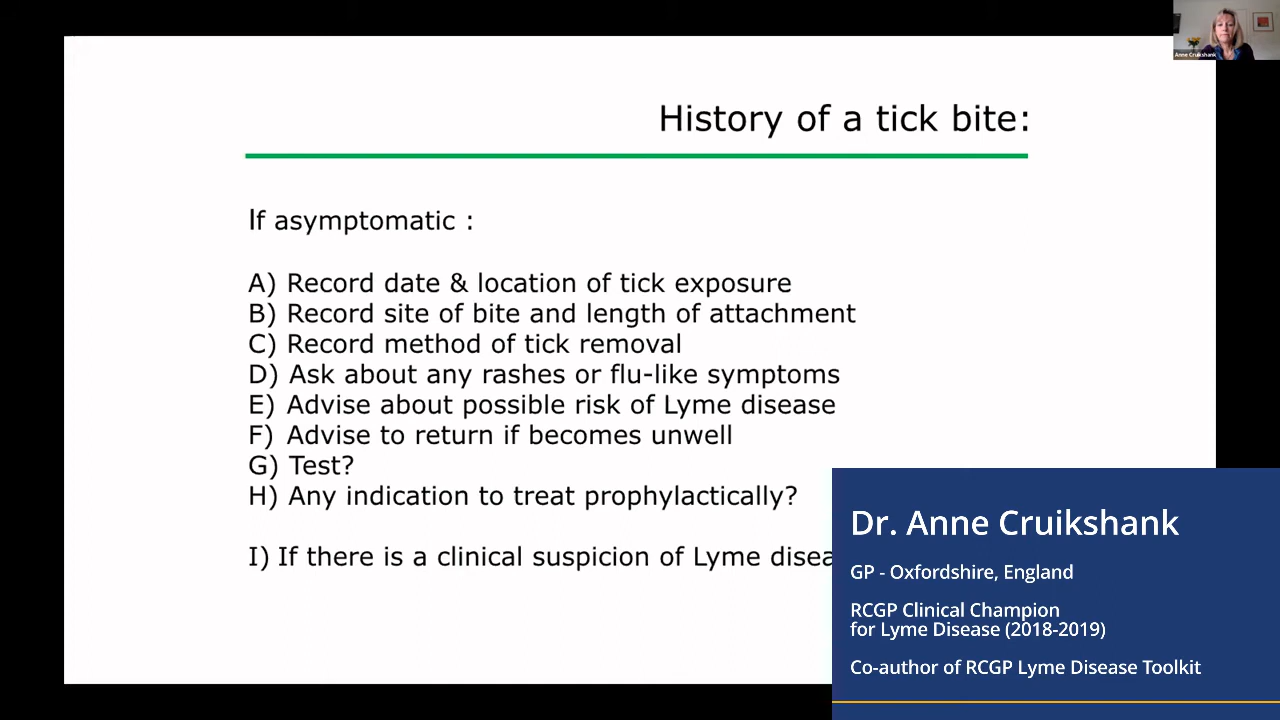 Anne Cruikshank
History of a tick bite:
If asymptomatic :
A) Record date & location of tick exposure
B) Record site of bite and length of attachment
C) Record method of tick removal
D) Ask about any rashes or flu-like symptoms
E) Advise about possible risk of Lyme disease
F) Advise to return if becomes unwell
G) Test?
H) Any indication to treat prophylactically?
I) If there is a clinical suspicion of Lyme disea
Dr. Anne Cruikshank
GP - Oxfordshire, England
RCGP Clinical Champion
for Lyme Disease (2018-2019)
Co-author of RCGP Lyme Disease Toolkit